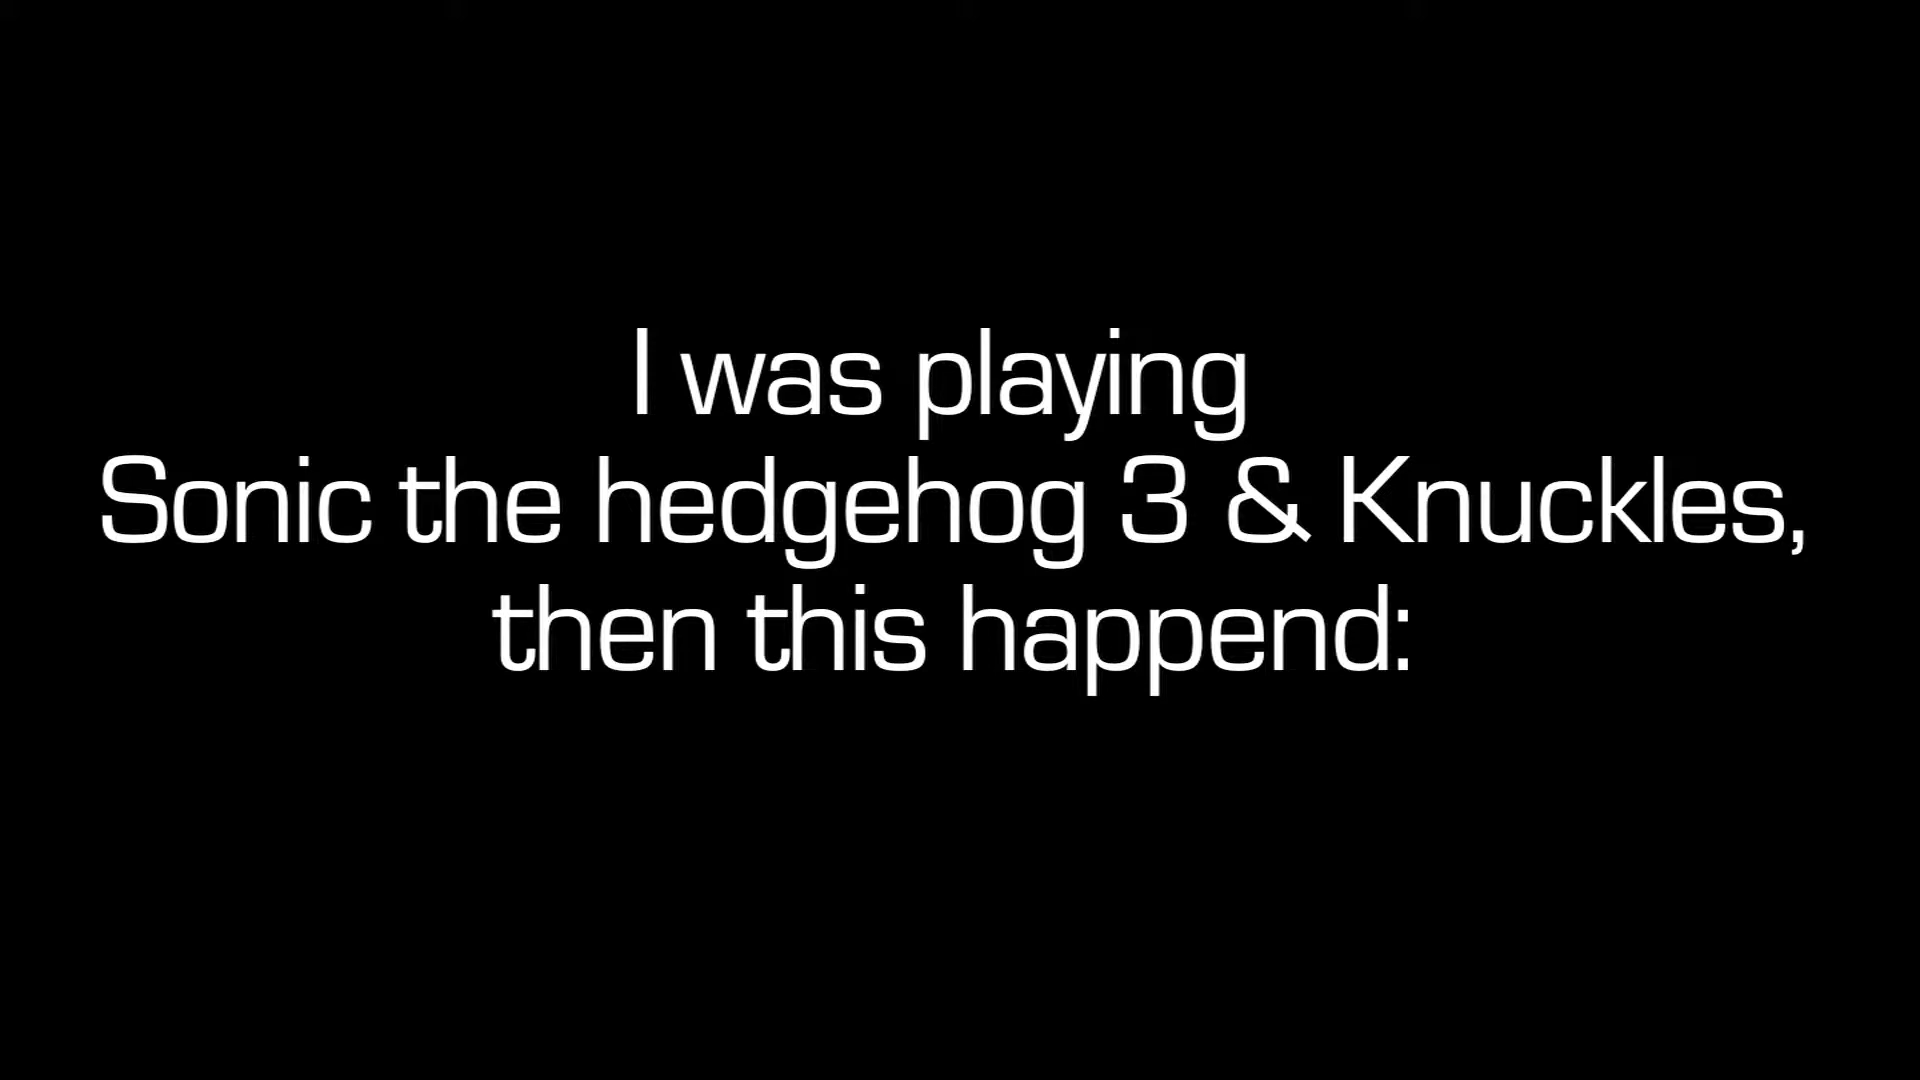 I was playing
Sonic the hedgehog 3 & Knuckles,
then this happend: